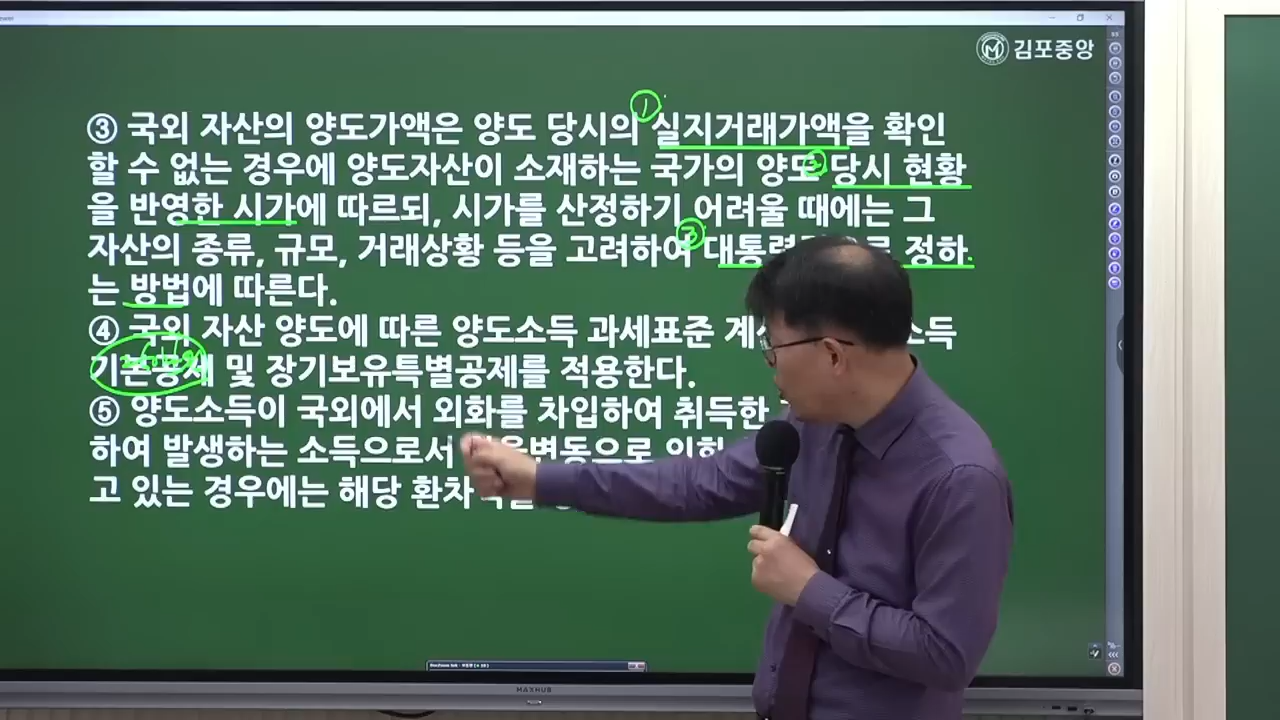 김포중앙
③ 국외 자산의 양도가액은 양도 당시의 실지거래가액을 확인
할 수 없는 경우에 양도자산이 소재하는 국가의 양도 당시 현황
을 반영한 시가에 따르되, 시가를 산정하기 어려울 때에는 그
자산의 종류, 규모, 거래상황 등을 고려하여 대통령 정하
는 방법에 따른다.
④ 국외 자산 양도에 따른 양도소득 과세표준 소득
기본공제 및 장기보유특별공제를 적용한다.
⑤ 양도소득이 국외에서 외화를 차입하여 취득한
하여 발생하는 소득으로서
고 있는 경우에는 해당 환차
MAXHUB